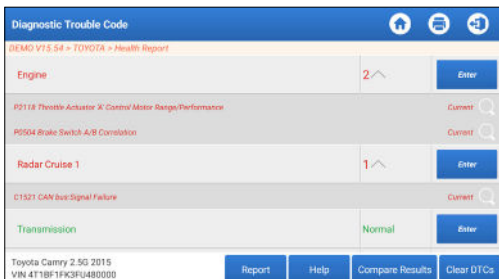 Diagnostic Trouble Code
DEMO V15.54 > TOYOTA > Health Report
Engine 2 Enter
P2118 Throttle Actuator 'A' Control Motor Range/Performance Current
P0504 Brake Switch A/B Correlation Current
Radar Cruise 1 1 Enter
C1521 CAN bus Signal Failure Current
Transmission Normal Enter
Toyota Camry 2.5G 2015
VIN 4T1BF1FK3FU480000
Report Help Compare Results Clear DTCs